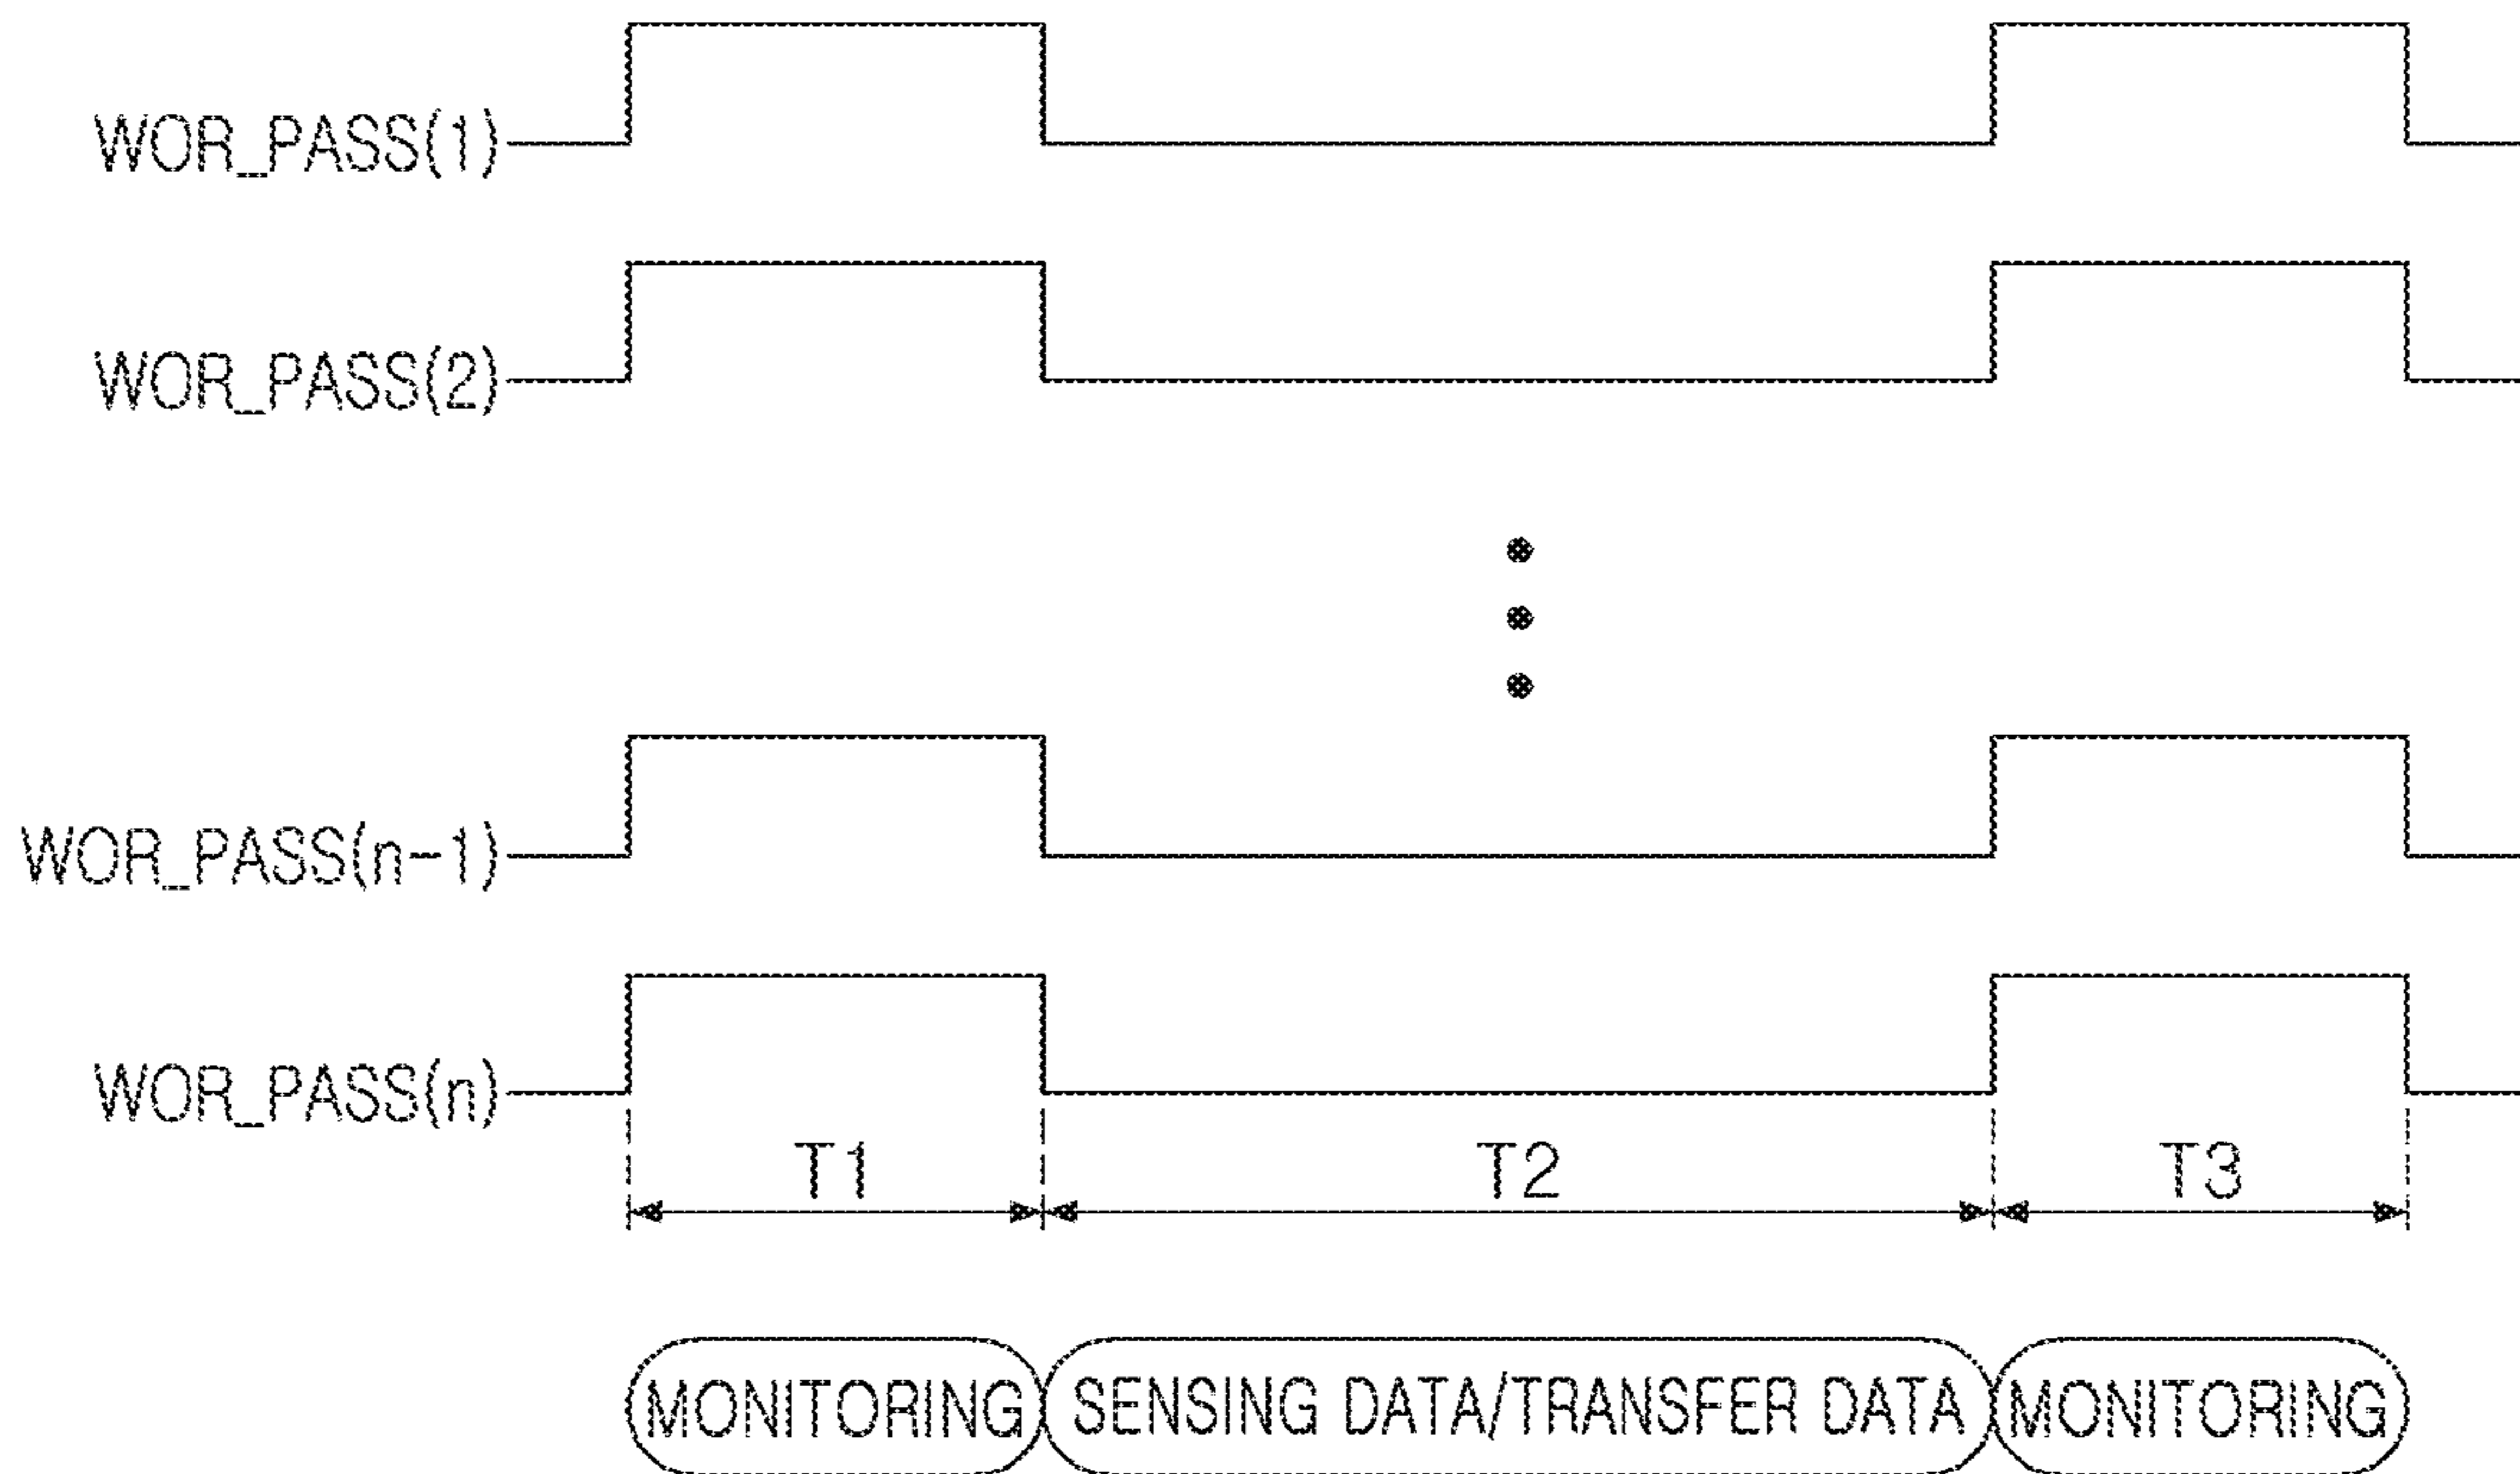 WOR_PASS(1)
WOR_PASS(2)
WOR_PASS(n-1)
WOR_PASS(n)
T1 T2 T3
MONITORING SENSING DATA/TRANSFER DATA MONITORING